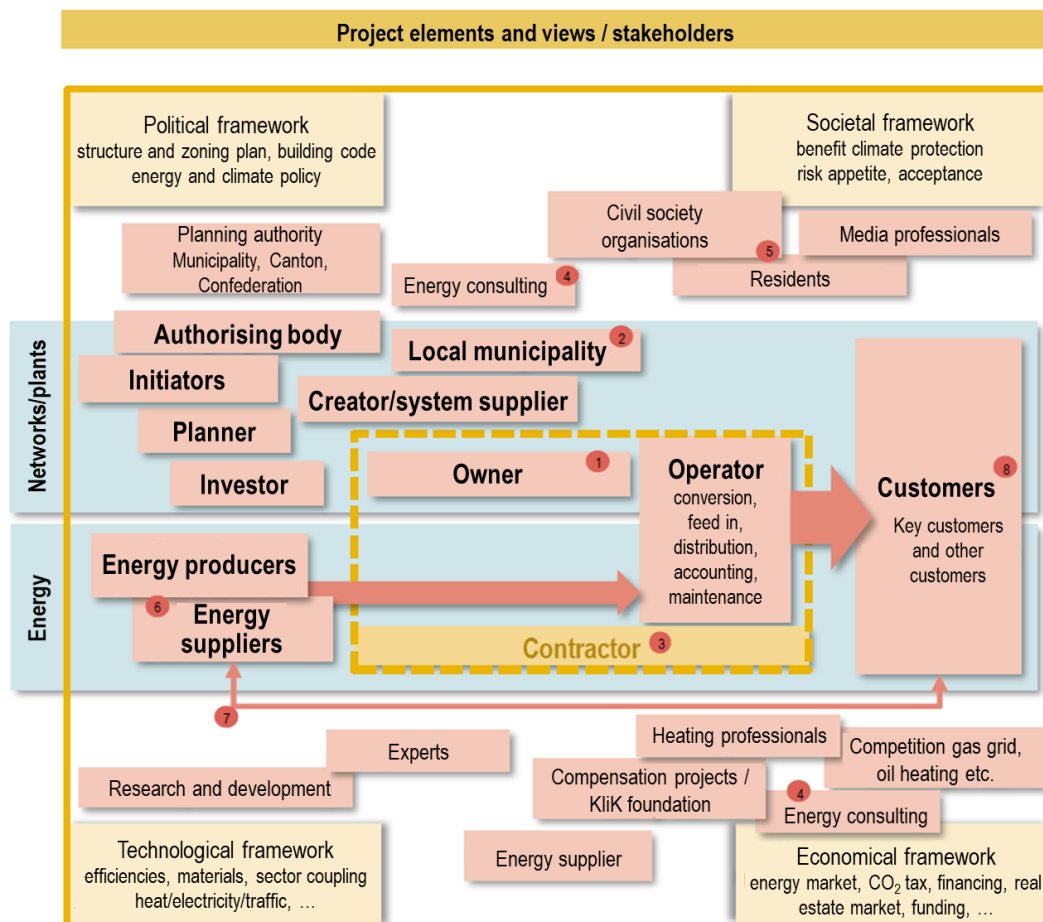 Project elements and views / stakeholders
Political framework
structure and zoning plan, building code
energy and climate policy
Societal framework
benefit climate protection
risk appetite, acceptance
Planning authority
Municipality, Canton,
Confederation
Energy consulting
4
Civil society
organisations
5
Media professionals
Residents
Networks/plants
Authorising body
Initiators
Planner
Investor
Local municipality
2
Creator/system supplier
Owner
1
Operator
conversion,
feed in,
distribution,
accounting,
maintenance
Customers
8
Key customers
and other
customers
Energy
Energy producers
6
Energy
suppliers
Contractor
3
7
Experts
Research and development
Heating professionals
Competition gas grid,
oil heating etc.
Compensation projects /
KliK foundation
4
Energy consulting
Energy supplier
Technological framework
efficiencies, materials, sector coupling
heat/electricity/traffic, …
Economical framework
energy market, CO₂ tax, financing, real
estate market, funding, …